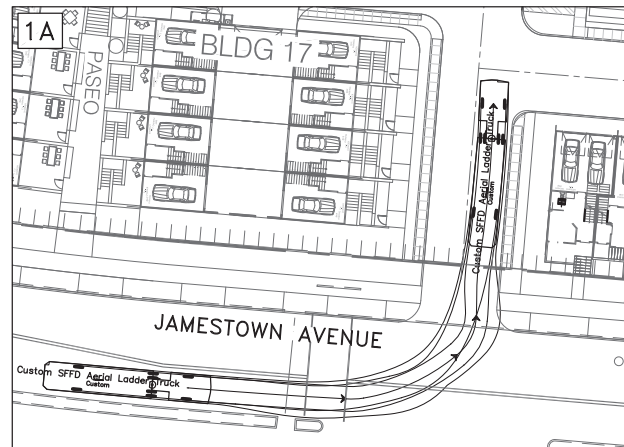 1A
BLDG 17
PASEO
Custom SFFD Aerial Ladder Truck
Custom
JAMESTOWN AVENUE
Custom SFFD Aerial Ladder Truck
Custom